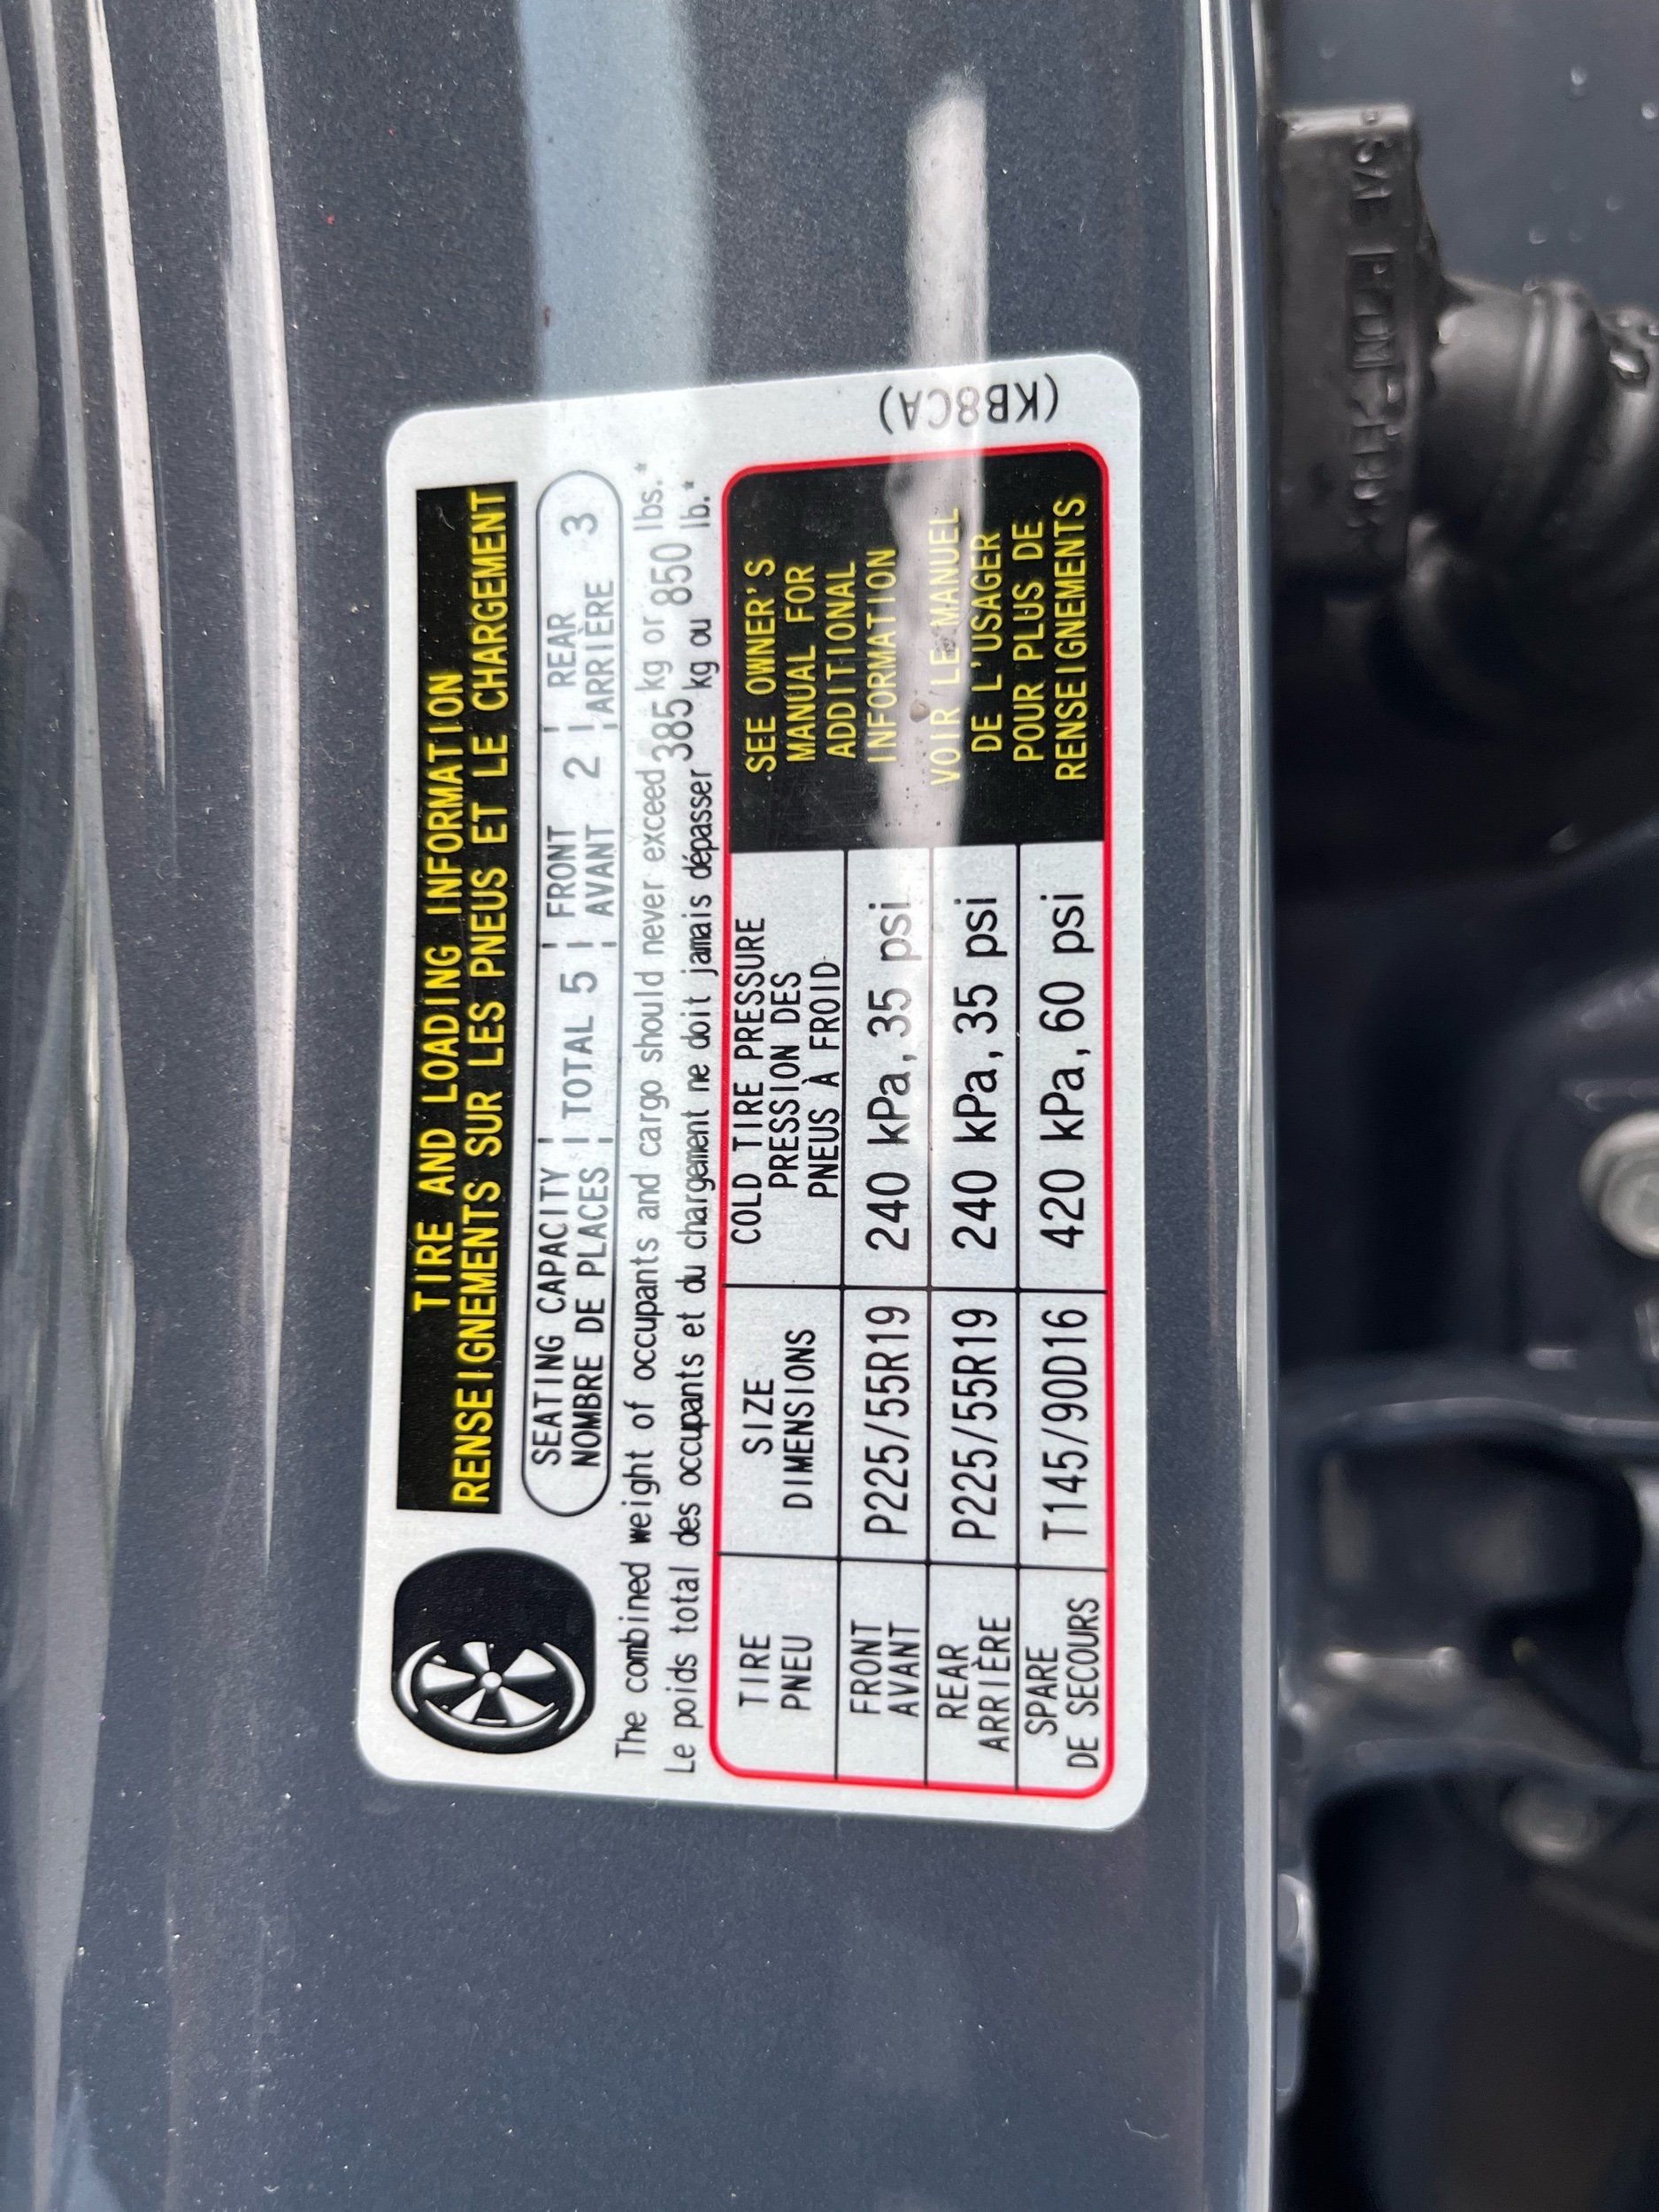 TIRE AND LOADING INFORMATION
RENSEIGNEMENTS SUR LES PNEUS ET LE CHARGEMENT
SEATING CAPACITY
NOMBRE DE PLACES
TOTAL 5
FRONT
AVANT
2
REAR
ARRIÈRE
3
The combined weight of occupants and cargo should never exceed 385 kg or 850 lbs.*
Le poids total des occupants et du chargement ne doit jamais dépasser 385 kg ou 850 lb.*
TIRE
PNEU
SIZE
DIMENSIONS
COLD TIRE PRESSURE
PRESSION DES
PNEUS À FROID
FRONT
AVANT
P225/55R19
240 kPa, 35 psi
REAR
ARRIÈRE
P225/55R19
240 kPa, 35 psi
SPARE
DE SECOURS
T145/90D16
420 kPa, 60 psi
SEE OWNER'S
MANUAL FOR
ADDITIONAL
INFORMATION
VOIR LE MANUEL
DE L'USAGER
POUR PLUS DE
RENSEIGNEMENTS
(KB8CA)